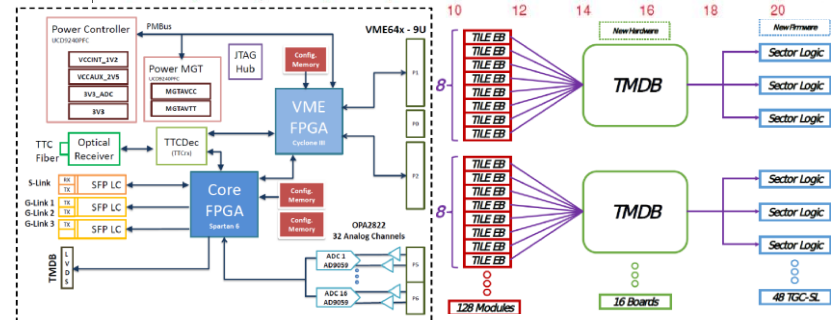 Power Controller
UCD9240PFC
VCCINT_1V2
VCCAUX_2V5
3V3_ADC
3V3
PMBus
Power MGT
UCD9240PFC
MGTAVCC
MGTAVTT
JTAG
Hub
Config.
Memory
VME64x - 9U
P1
P0
P2
VME
FPGA
Cyclone III
TTC
Fiber
Optical
Receiver
TTCDec
(TTCrx)
Core
FPGA
Spartan 6
Config.
Memory
Config.
Memory
S-Link
RX
TX
SFP LC
G-Link 1
G-Link 2
G-Link 3
TX
TX
SFP LC
TX
SFP LC
TMDB
LVDS
OPA2822
32 Analog Channels
ADC 1
AD9059
ADC 16
AD9059
P5
P6
10
12
14
16
18
20
TILE EB
TILE EB
TILE EB
TILE EB
TILE EB
TILE EB
TILE EB
TILE EB
8
New Hardware
TMDB
New Firmware
Sector Logic
Sector Logic
Sector Logic
TILE EB
TILE EB
TILE EB
TILE EB
TILE EB
TILE EB
TILE EB
TILE EB
8
TMDB
Sector Logic
Sector Logic
Sector Logic
128 Modules
16 Boards
48 TGC-SL